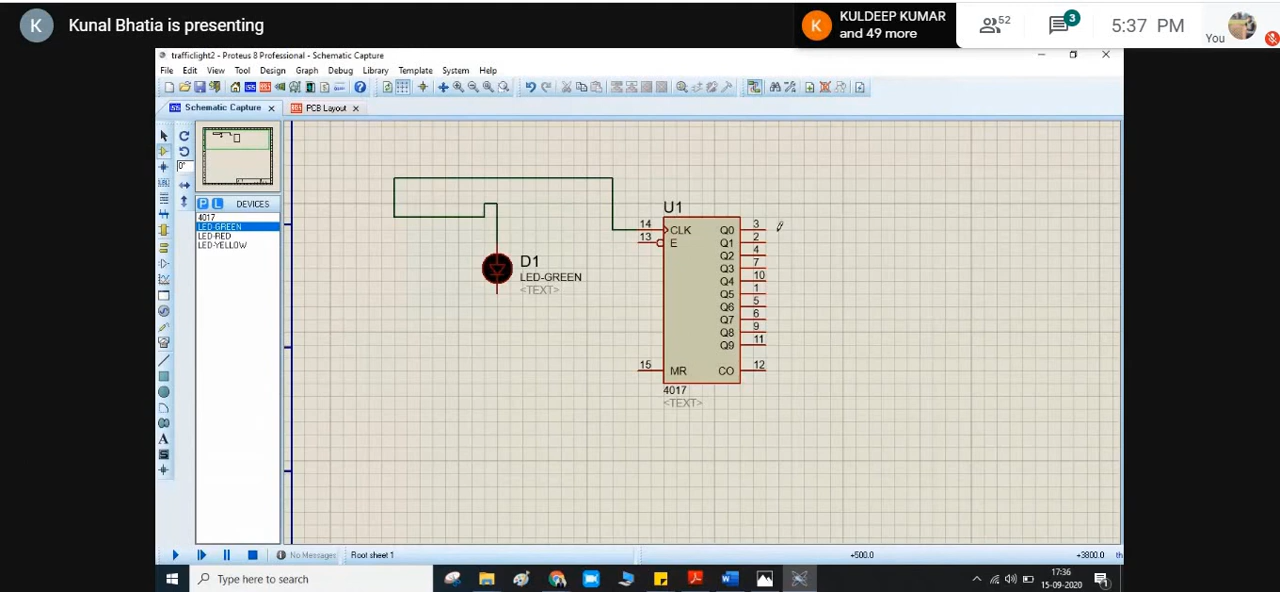 K
Kunal Bhatia is presenting
K
KULDEEP KUMAR
and 49 more
52
3
5:37 PM
You
trafficlight2 - Proteus 8 Professional - Schematic Capture
File Edit View Tool Design Graph Debug Library Template System Help
Schematic Capture
PCB Layout
0°
P L DEVICES
4017
LED-GREEN
LED-RED
LED-YELLOW
LBL
A
S
D1
LED-GREEN
<TEXT>
U1
14 CLK
13 E
15 MR
Q0 3
Q1 2
Q2 4
Q3 7
Q4 10
Q5 1
Q6 5
Q7 6
Q8 9
Q9 11
CO 12
4017
<TEXT>
No Messages
Root sheet 1
+500.0
+3800.0
th
Type here to search
17:36
15-09-2020
1